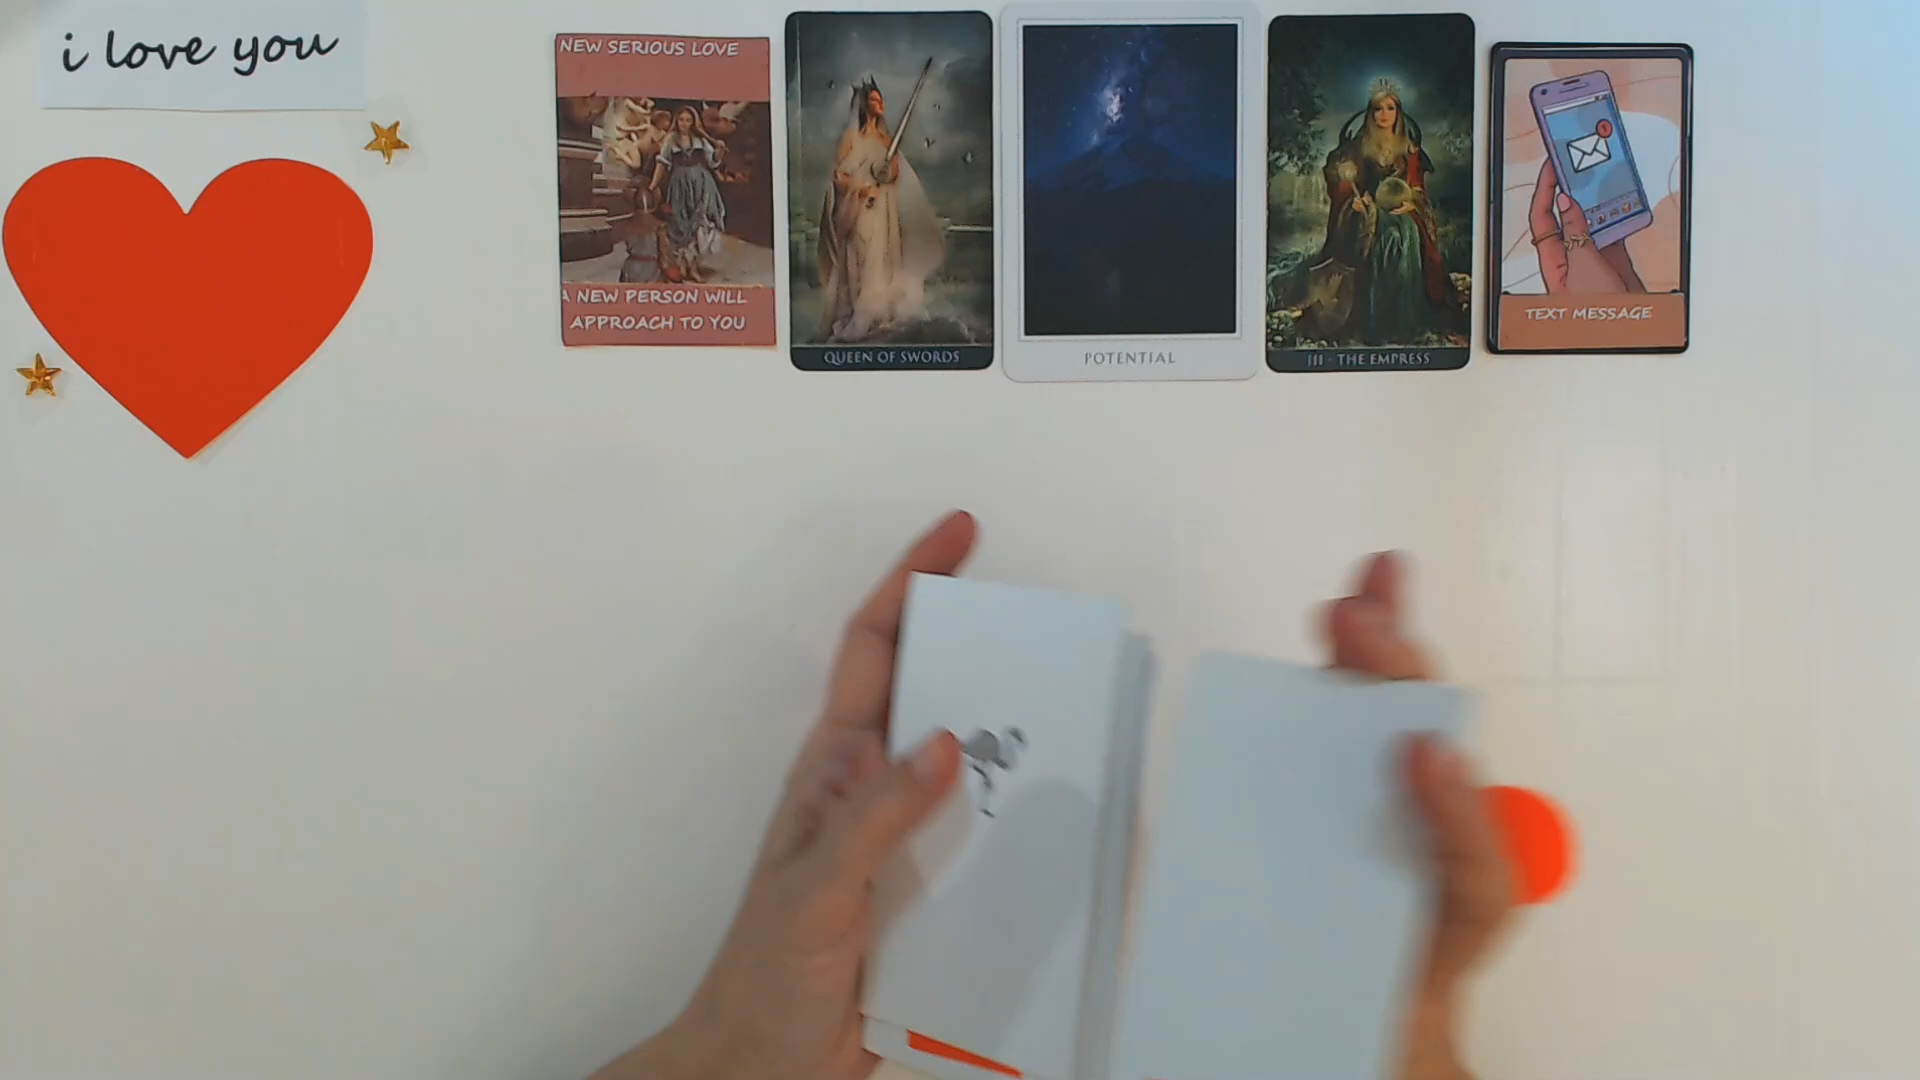 i love you
NEW SERIOUS LOVE
A NEW PERSON WILL
APPROACH TO YOU
QUEEN OF SWORDS
POTENTIAL
III - THE EMPRESS
TEXT MESSAGE